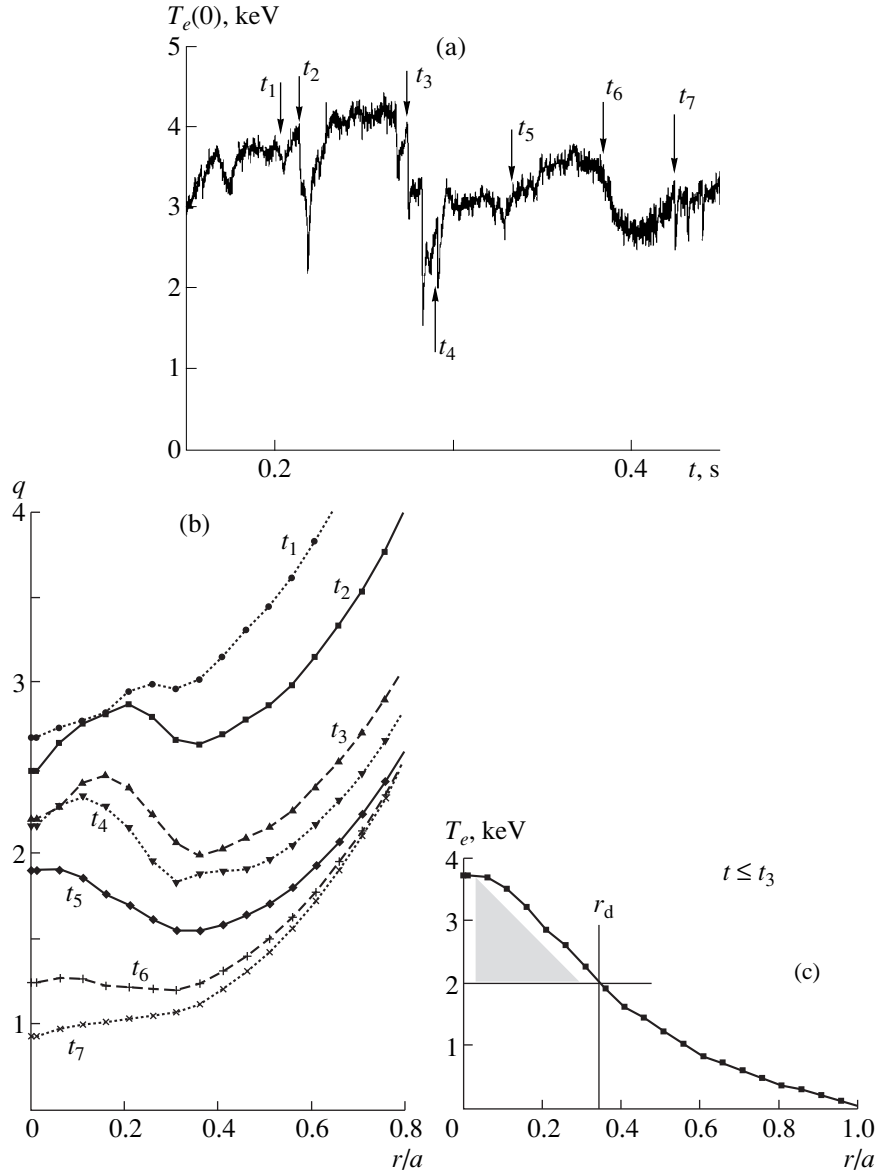 T_e(0), keV
(a)
5
4
3
2
1
0
t_1
t_2
t_3
t_4
t_5
t_6
t_7
0.2
0.4
t, s
q
(b)
4
3
2
1
t_1
t_2
t_3
t_4
t_5
t_6
t_7
0
0.2
0.4
0.6
0.8
r/a
T_e, keV
t ≤ t_3
r_d
(c)
4
3
2
1
0
0.2
0.4
0.6
0.8
1.0
r/a